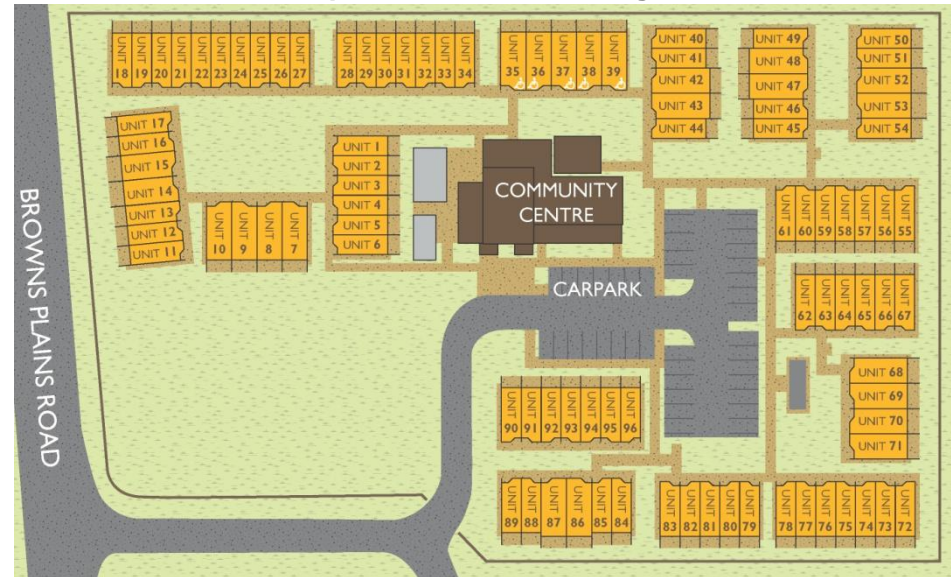 UNIT 18
UNIT 19
UNIT 20
UNIT 21
UNIT 22
UNIT 23
UNIT 24
UNIT 25
UNIT 26
UNIT 27
UNIT 28
UNIT 29
UNIT 30
UNIT 31
UNIT 32
UNIT 33
UNIT 34
UNIT 35
UNIT 36
UNIT 37
UNIT 38
UNIT 39
UNIT 40
UNIT 41
UNIT 42
UNIT 43
UNIT 44
UNIT 49
UNIT 48
UNIT 47
UNIT 46
UNIT 45
UNIT 50
UNIT 51
UNIT 52
UNIT 53
UNIT 54
UNIT 17
UNIT 16
UNIT 15
UNIT 14
UNIT 13
UNIT 12
UNIT 11
UNIT 10
UNIT 9
UNIT 8
UNIT 7
UNIT 1
UNIT 2
UNIT 3
UNIT 4
UNIT 5
UNIT 6
COMMUNITY
CENTRE
CARPARK
BROWNS PLAINS ROAD
UNIT 61
UNIT 60
UNIT 59
UNIT 58
UNIT 57
UNIT 56
UNIT 55
UNIT 62
UNIT 63
UNIT 64
UNIT 65
UNIT 66
UNIT 67
UNIT 68
UNIT 69
UNIT 70
UNIT 71
UNIT 90
UNIT 91
UNIT 92
UNIT 93
UNIT 94
UNIT 95
UNIT 96
UNIT 89
UNIT 88
UNIT 87
UNIT 86
UNIT 85
UNIT 84
UNIT 83
UNIT 82
UNIT 81
UNIT 80
UNIT 79
UNIT 78
UNIT 77
UNIT 76
UNIT 75
UNIT 74
UNIT 73
UNIT 72